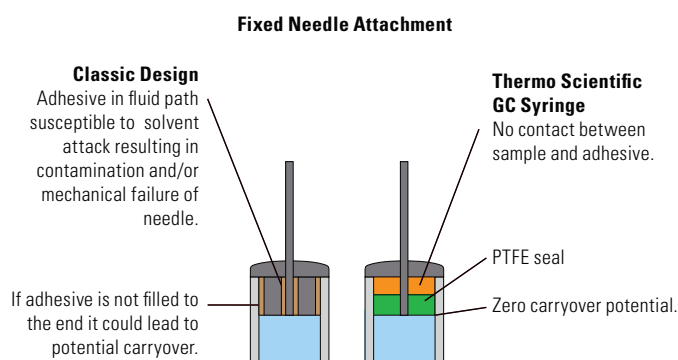 Fixed Needle Attachment
Classic Design
Adhesive in fluid path
susceptible to solvent
attack resulting in
contamination and/or
mechanical failure of
needle.
If adhesive is not filled to
the end it could lead to
potential carryover.
Thermo Scientific
GC Syringe
No contact between
sample and adhesive.
PTFE seal
Zero carryover potential.